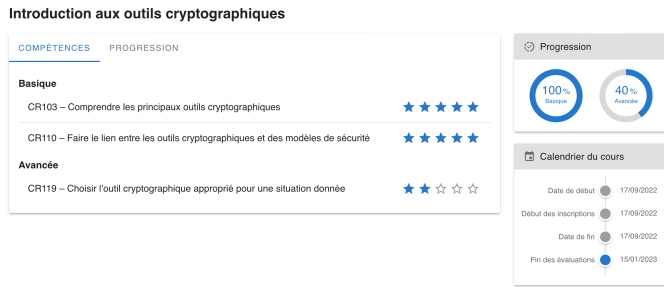 Introduction aux outils cryptographiques
COMPÉTENCES
PROGRESSION
Basique
CR103 – Comprendre les principaux outils cryptographiques
CR110 – Faire le lien entre les outils cryptographiques et des modèles de sécurité
Avancée
CR119 – Choisir l'outil cryptographique approprié pour une situation donnée
Progression
100 %
Basique
40 %
Avancée
Calendrier du cours
Date de début 17/09/2022
Début des inscriptions 17/09/2022
Date de fin 17/09/2022
Fin des évaluations 15/01/2023